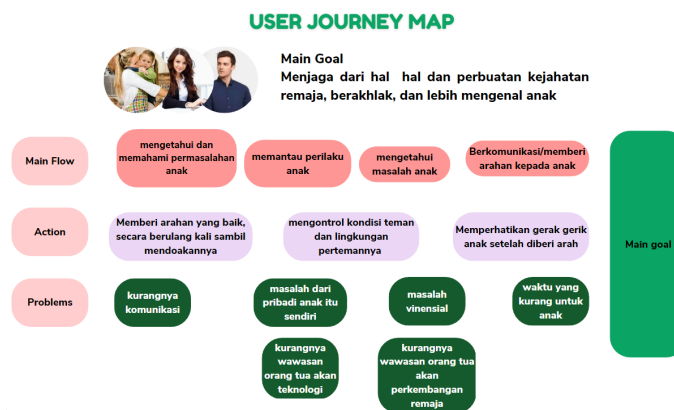 USER JOURNEY MAP
Main Goal
Menjaga dari hal hal dan perbuatan kejahatan
remaja, berakhlak, dan lebih mengenal anak
Main Flow
mengetahui dan
memahami permasalahan
anak
memantau perilaku
anak
mengetahui
masalah anak
Berkomunikasi/memberi
arahan kepada anak
Action
Memberi arahan yang baik,
secara berulang kali sambil
mendoakannya
mengontrol kondisi teman
dan lingkungan
pertemannya
Memperhatikan gerak gerik
anak setelah diberi arah
Main goal
Problems
kurangnya
komunikasi
masalah dari
pribadi anak itu
sendiri
masalah
vinensial
waktu yang
kurang untuk
anak
kurangnya
wawasan
orang tua akan
teknologi
kurangnya
wawasan orang tua
akan
perkembangan
remaja